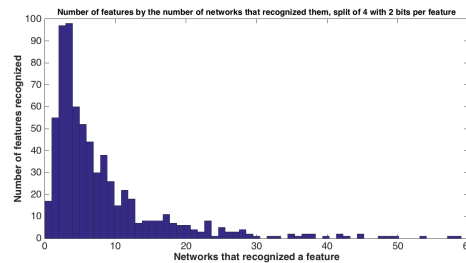 Number of features by the number of networks that recognized them, split of 4 with 2 bits per feature
Number of features recognized
100
90
80
70
60
50
40
30
20
10
0
0 10 20 30 40 50 6
Networks that recognized a feature